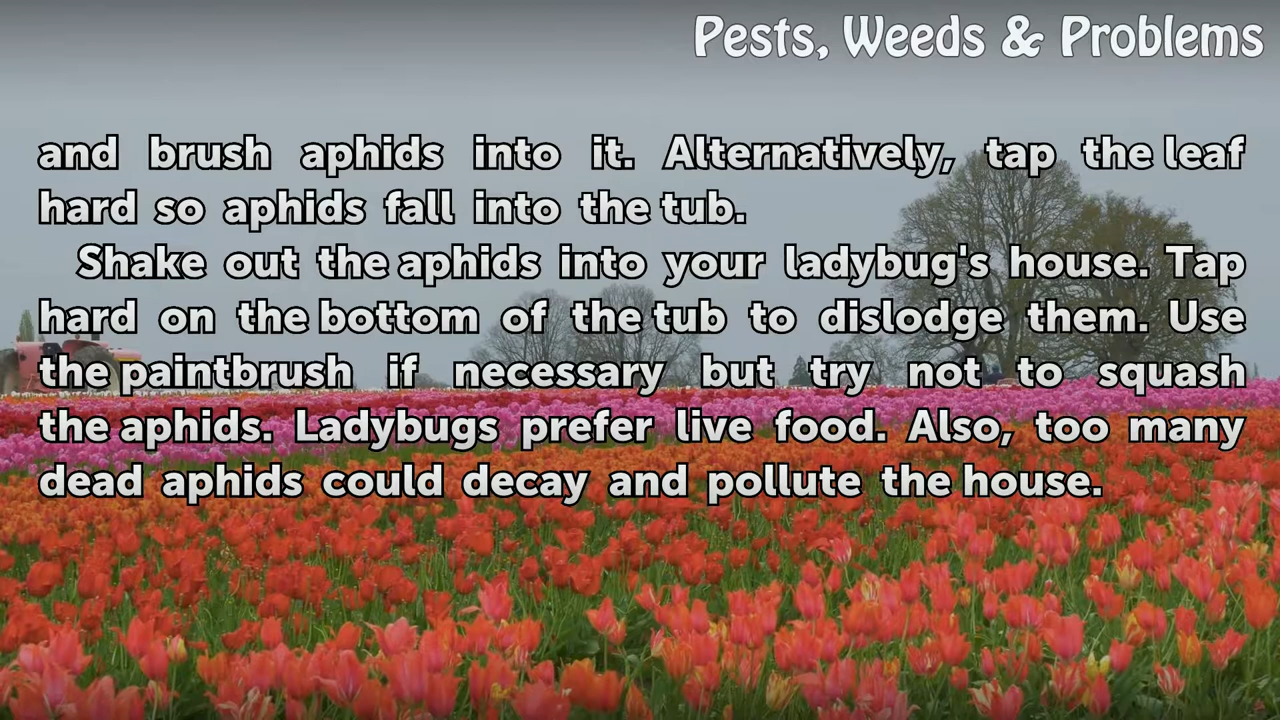 Pests, Weeds & Problems
and brush aphids into it. Alternatively, tap the leaf
hard so aphids fall into the tub.
Shake out the aphids into your ladybug's house. Tap
hard on the bottom of the tub to dislodge them. Use
the paintbrush if necessary but try not to squash
the aphids. Ladybugs prefer live food. Also, too many
dead aphids could decay and pollute the house.